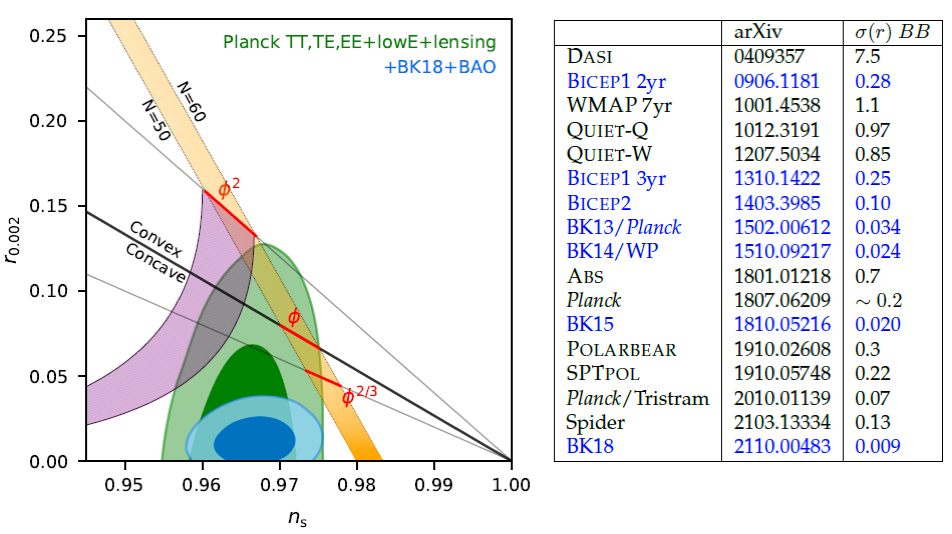 Planck TT,TE,EE+lowE+lensing
+BK18+BAO
N=60
N=50
ϕ²
Convex
Concave
ϕ
ϕ²ᐟ³
0.25
0.20
0.15
0.10
0.05
0.00
r₀.₀₀₂
0.95 0.96 0.97 0.98 0.99 1.00
nₛ
arXiv σ(r) BB
DASI 0409357 7.5
BICEP1 2yr 0906.1181 0.28
WMAP 7yr 1001.4538 1.1
QUIET-Q 1012.3191 0.97
QUIET-W 1207.5034 0.85
BICEP1 3yr 1310.1422 0.25
BICEP2 1403.3985 0.10
BK13/Planck 1502.00612 0.034
BK14/WP 1510.09217 0.024
ABS 1801.01218 0.7
Planck 1807.06209 ∼ 0.2
BK15 1810.05216 0.020
POLARBEAR 1910.02608 0.3
SPTPOL 1910.05748 0.22
Planck/Tristram 2010.01139 0.07
Spider 2103.13334 0.13
BK18 2110.00483 0.009